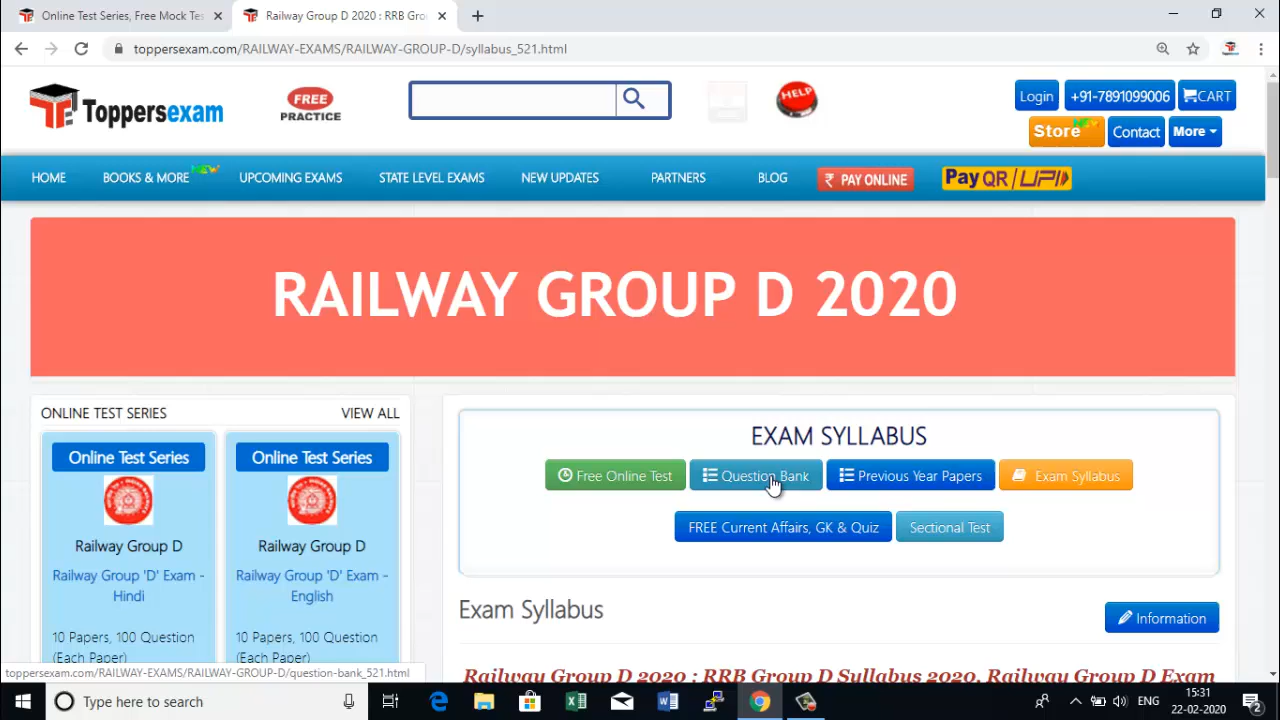 Online Test Series, Free Mock Tes
Railway Group D 2020 : RRB Gro
toppersexam.com/RAILWAY-EXAMS/RAILWAY-GROUP-D/syllabus_521.html
Toppersexam
FREE
PRACTICE
HELP
Login
+91-7891099006
CART
Store
NEW
Contact
More
HOME
BOOKS & MORE
NEW
UPCOMING EXAMS
STATE LEVEL EXAMS
NEW UPDATES
PARTNERS
BLOG
₹ PAY ONLINE
Pay QR / UPI
RAILWAY GROUP D 2020
ONLINE TEST SERIES
VIEW ALL
Online Test Series
Railway Group D
Railway Group 'D' Exam -
Hindi
10 Papers, 100 Question
(Each Paper)
Online Test Series
Railway Group D
Railway Group 'D' Exam -
English
10 Papers, 100 Question
(Each Paper)
EXAM SYLLABUS
Free Online Test
Question Bank
Previous Year Papers
Exam Syllabus
FREE Current Affairs, GK & Quiz
Sectional Test
Exam Syllabus
Information
Railway Group D 2020 : RRB Group D Syllabus 2020, Railway Group D Exam
toppersexam.com/RAILWAY-EXAMS/RAILWAY-GROUP-D/question-bank_521.html
Type here to search
ENG
15:31
22-02-2020
2